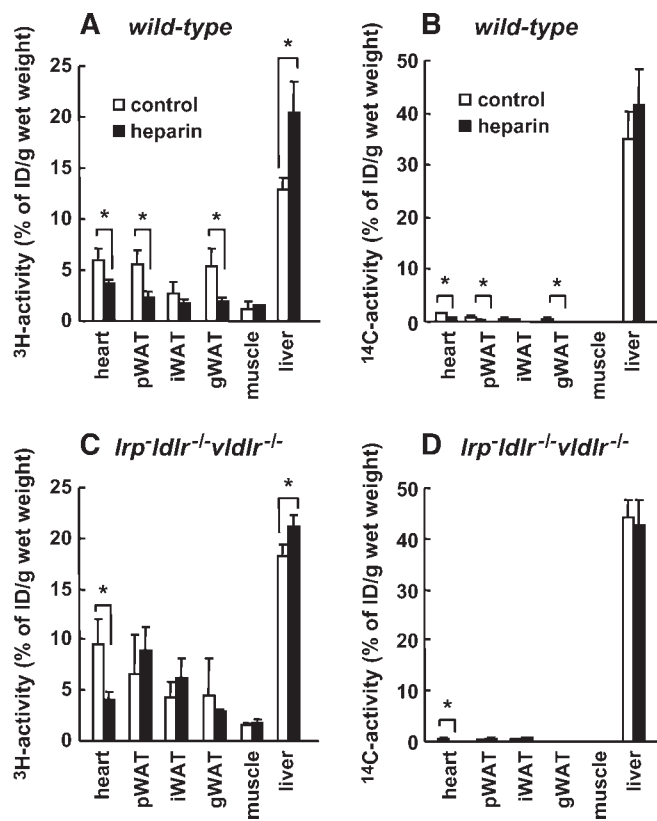 A wild-type
³H-activity (% of ID/g wet weight)
25
20
15
10
5
0
control
heparin
*
*
*
*
heart
pWAT
iWAT
gWAT
muscle
liver
B wild-type
¹⁴C-activity (% of ID/g wet weight)
50
40
30
20
10
0
control
heparin
*
*
*
heart
pWAT
iWAT
gWAT
muscle
liver
C lrp⁻ldlr⁻/⁻vldlr⁻/⁻
³H-activity (% of ID/g wet weight)
25
20
15
10
5
0
*
*
heart
pWAT
iWAT
gWAT
muscle
liver
D lrp⁻ldlr⁻/⁻vldlr⁻/⁻
¹⁴C-activity (% of ID/g wet weight)
50
40
30
20
10
0
*
heart
pWAT
iWAT
gWAT
muscle
liver